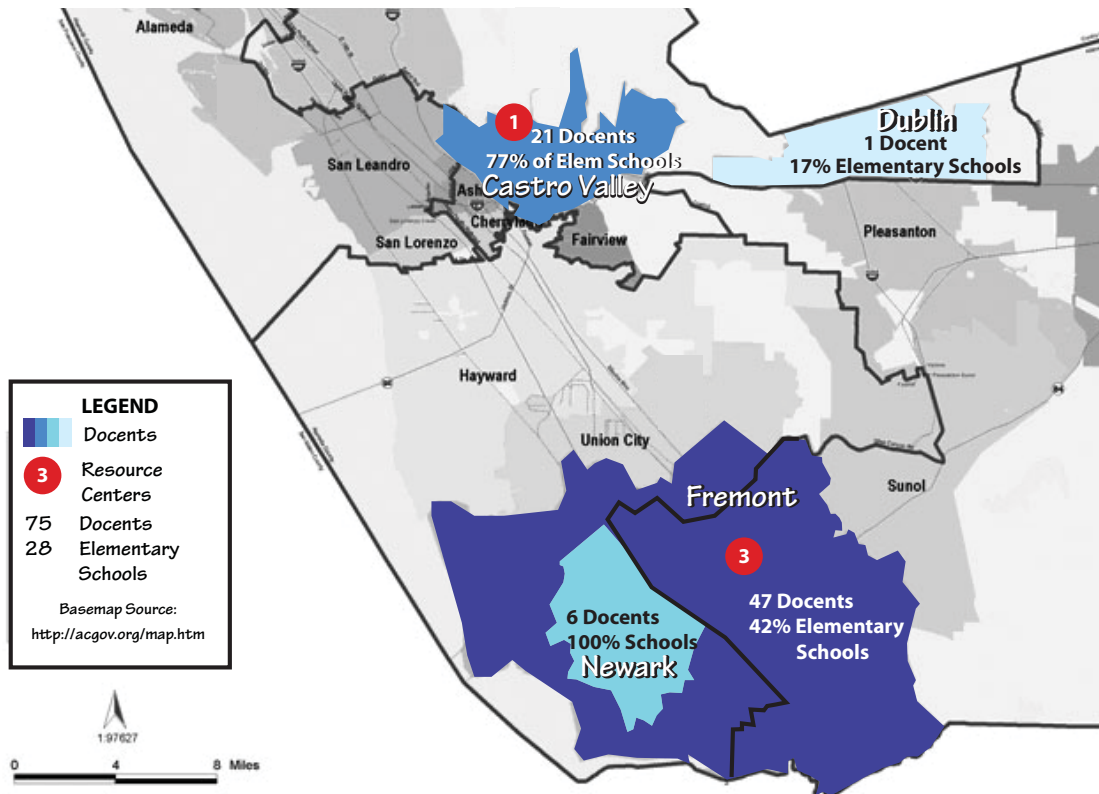 Alameda
1
21 Docents
77% of Elem Schools
Castro Valley
Dublin
1 Docent
17% Elementary Schools
San Leandro
Ash
Cherryla
San Lorenzo
Fairview
Pleasanton
Hayward
Union City
Sunol
Fremont
3
47 Docents
42% Elementary
Schools
6 Docents
100% Schools
Newark
LEGEND
Docents
3 Resource
Centers
75 Docents
28 Elementary
Schools
Basemap Source:
http://acgov.org/map.htm
1:97627
0 4 8 Miles